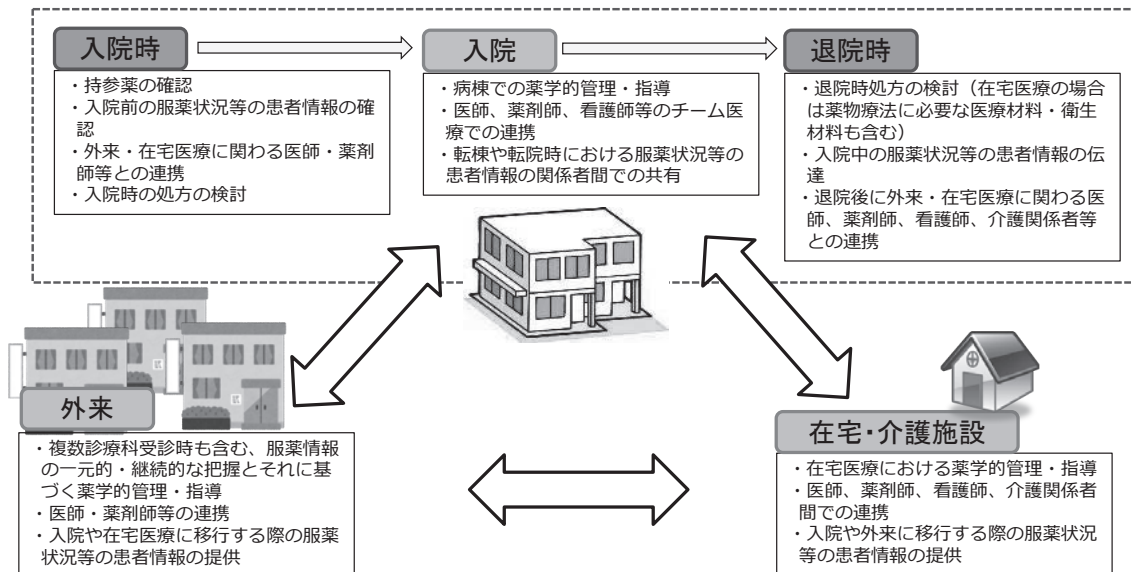 入院時
・持参薬の確認
・入院前の服薬状況等の患者情報の確
認
・外来・在宅医療に関わる医師・薬剤
師等との連携
・入院時の処方の検討
入院
・病棟での薬学的管理・指導
・医師、薬剤師、看護師等のチーム医
療での連携
・転棟や転院時における服薬状況等の
患者情報の関係者間での共有
退院時
・退院時処方の検討（在宅医療の場合
は薬物療法に必要な医療材料・衛生
材料も含む）
・入院中の服薬状況等の患者情報の伝
達
・退院後に外来・在宅医療に関わる医
師、薬剤師、看護師、介護関係者等
との連携
外来
・複数診療科受診時も含む、服薬情報
の一元的・継続的な把握とそれに基
づく薬学的管理・指導
・医師・薬剤師等の連携
・入院や在宅医療に移行する際の服薬
状況等の患者情報の提供
在宅・介護施設
・在宅医療における薬学的管理・指導
・医師、薬剤師、看護師、介護関係者
間での連携
・入院や外来に移行する際の服薬状況
等の患者情報の提供